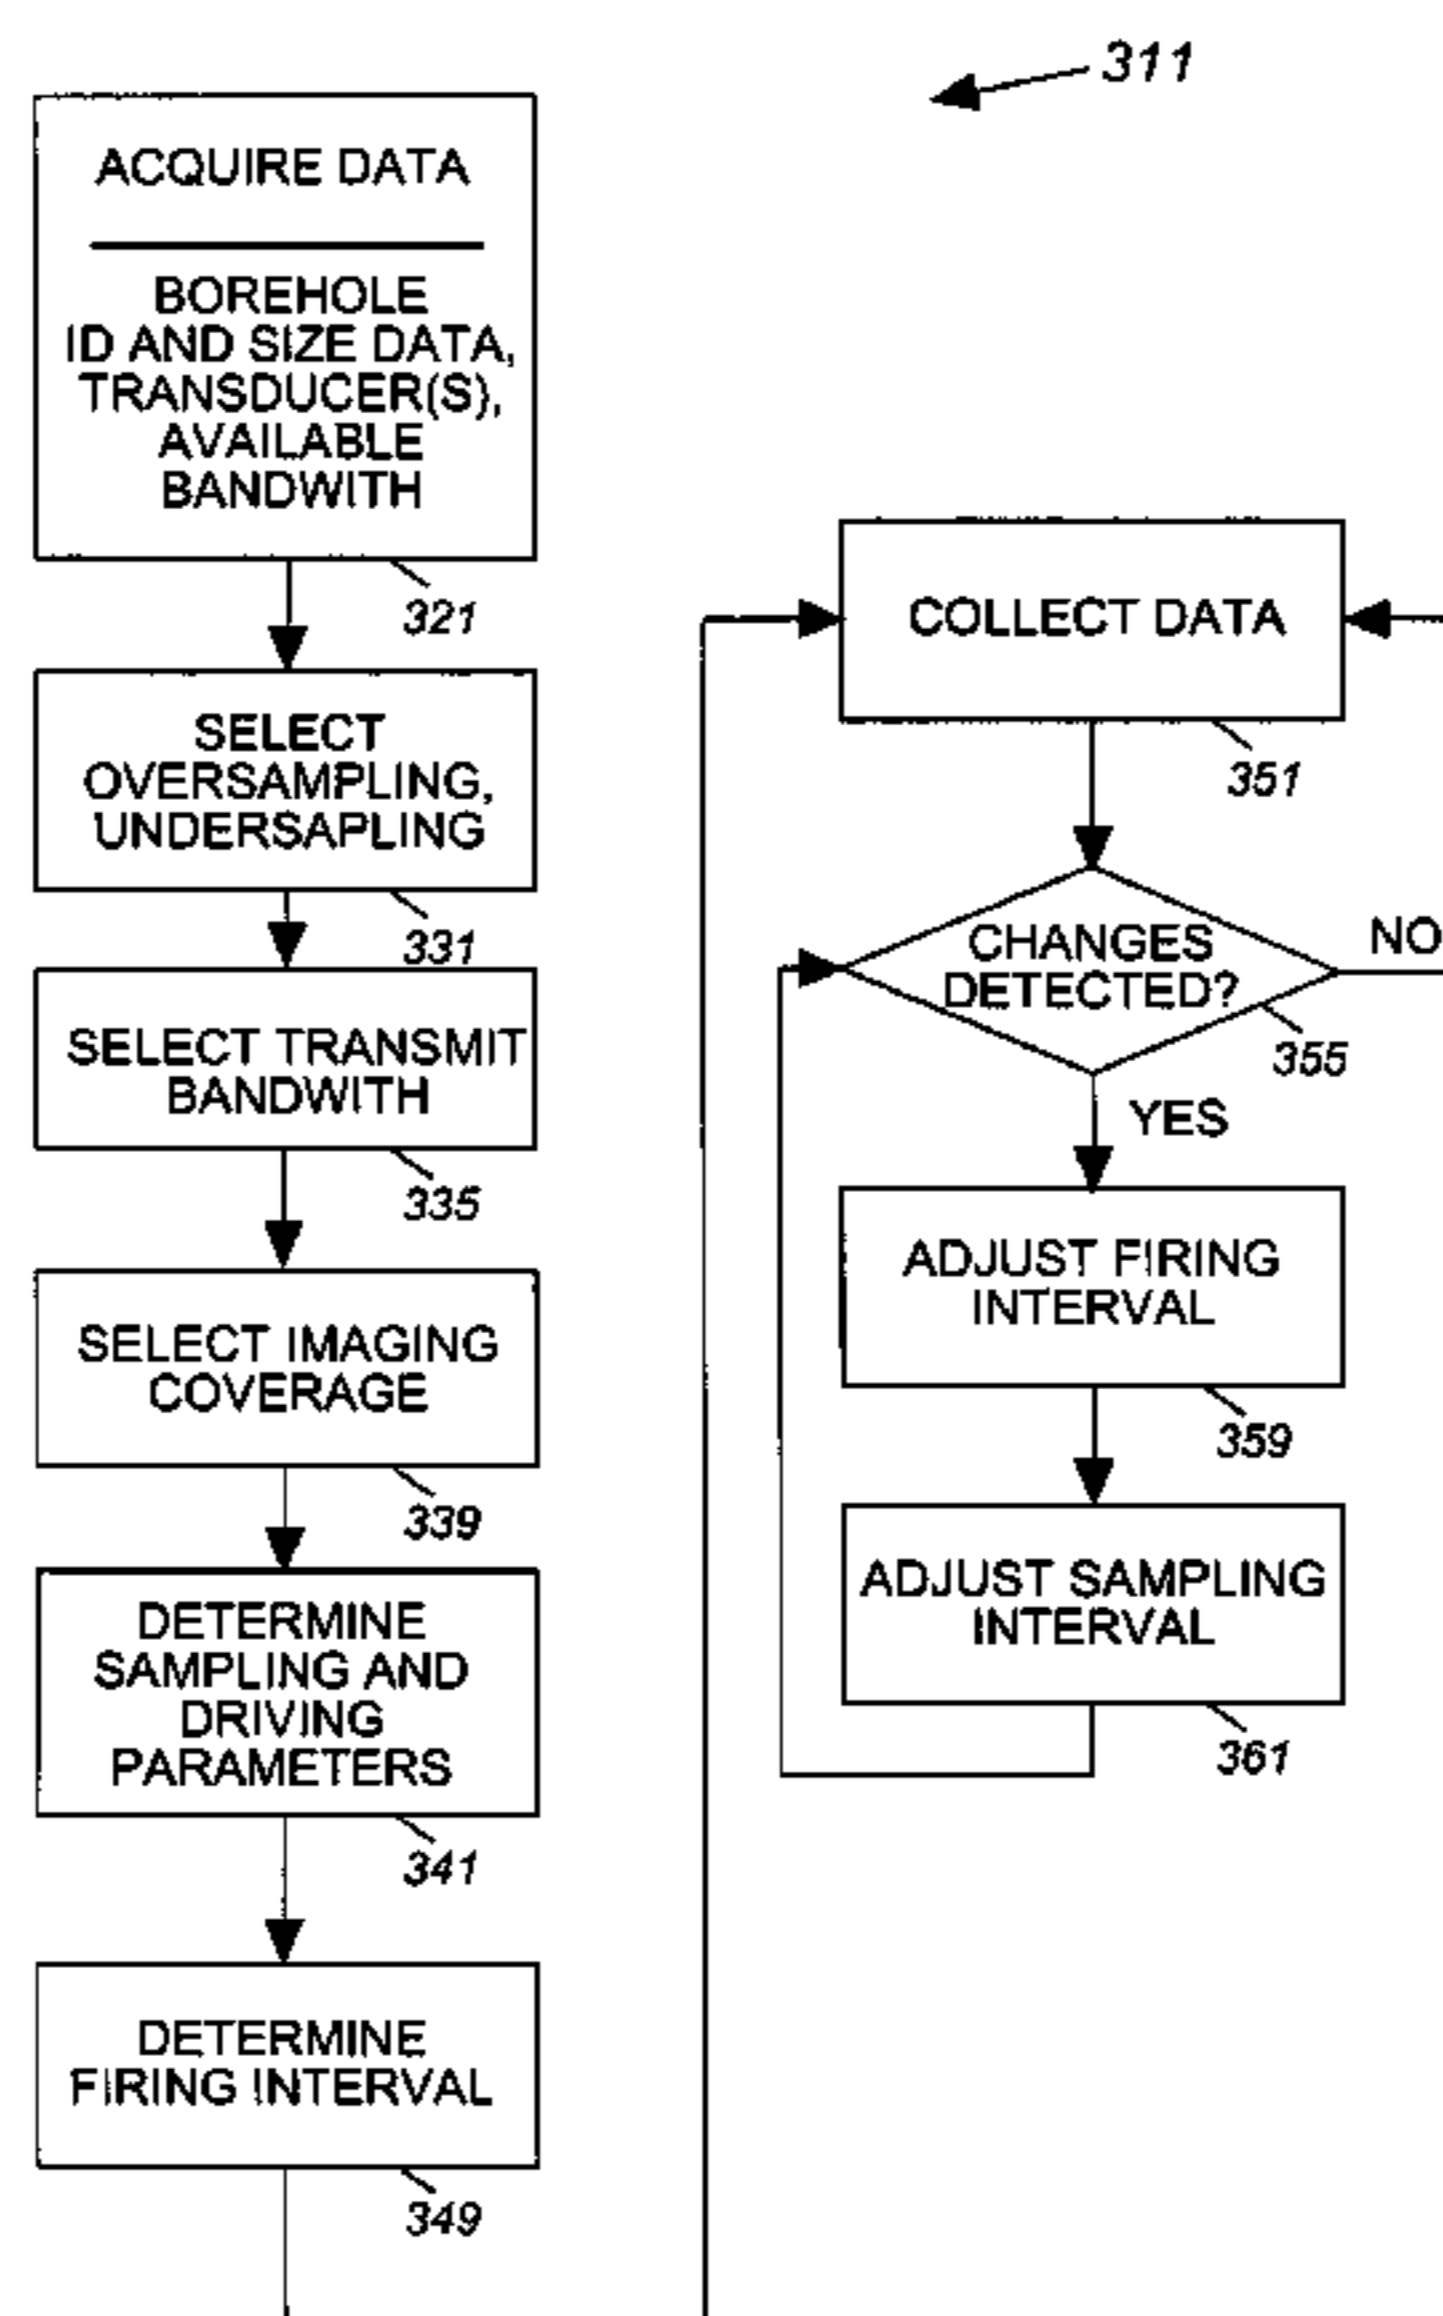 311
ACQUIRE DATA
BOREHOLE
ID AND SIZE DATA,
TRANSDUCER(S),
AVAILABLE
BANDWITH
321
SELECT
OVERSAMPLING,
UNDERSAPLING
331
SELECT TRANSMIT
BANDWITH
335
SELECT IMAGING
COVERAGE
339
DETERMINE
SAMPLING AND
DRIVING
PARAMETERS
341
DETERMINE
FIRING INTERVAL
349
COLLECT DATA
351
CHANGES
DETECTED?
NO
355
YES
ADJUST FIRING
INTERVAL
359
ADJUST SAMPLING
INTERVAL
361